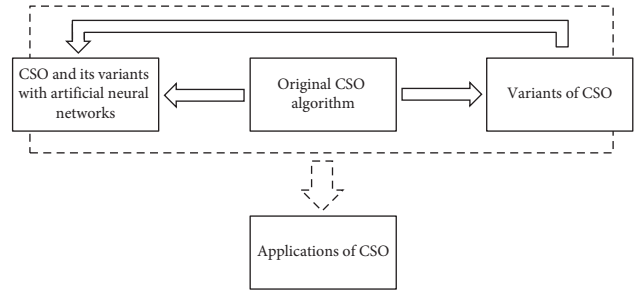 CSO and its variants
with artificial neural
networks
Original CSO
algorithm
Variants of CSO
Applications of CSO